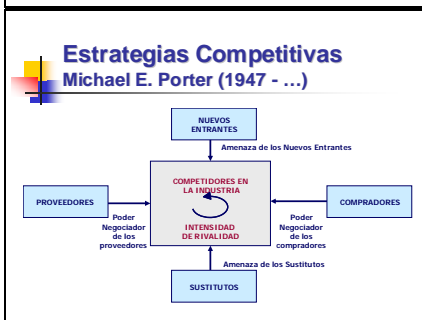 Estrategias Competitivas
Michael E. Porter (1947 - …)
NUEVOS
ENTRANTES
Amenaza de los Nuevos Entrantes
COMPETIDORES EN
LA INDUSTRIA
PROVEEDORES
COMPRADORES
Poder
Negociador
de los
proveedores
INTENSIDAD
DE RIVALIDAD
Poder
Negociador
de los
compradores
Amenaza de los Sustitutos
SUSTITUTOS